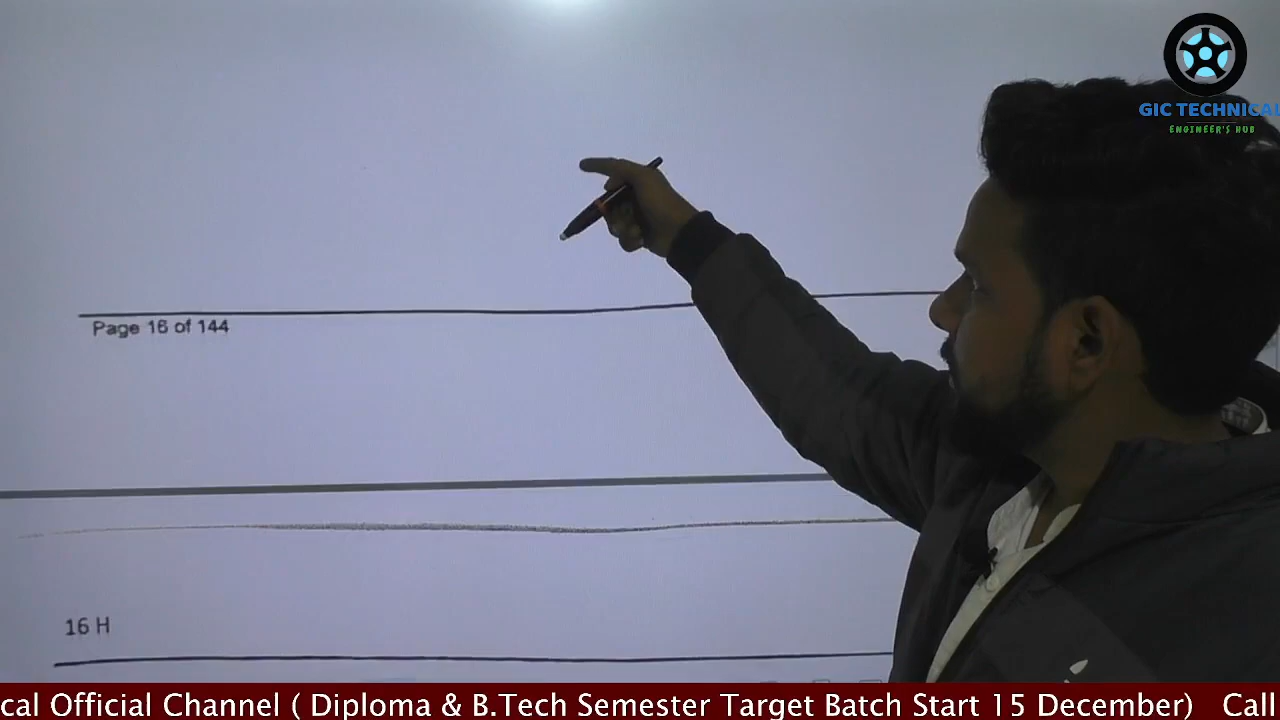 GIC TECHNICAL
ENGINEER'S HUB
Page 16 of 144
16 H
cal Official Channel ( Diploma & B.Tech Semester Target Batch Start 15 December) Call